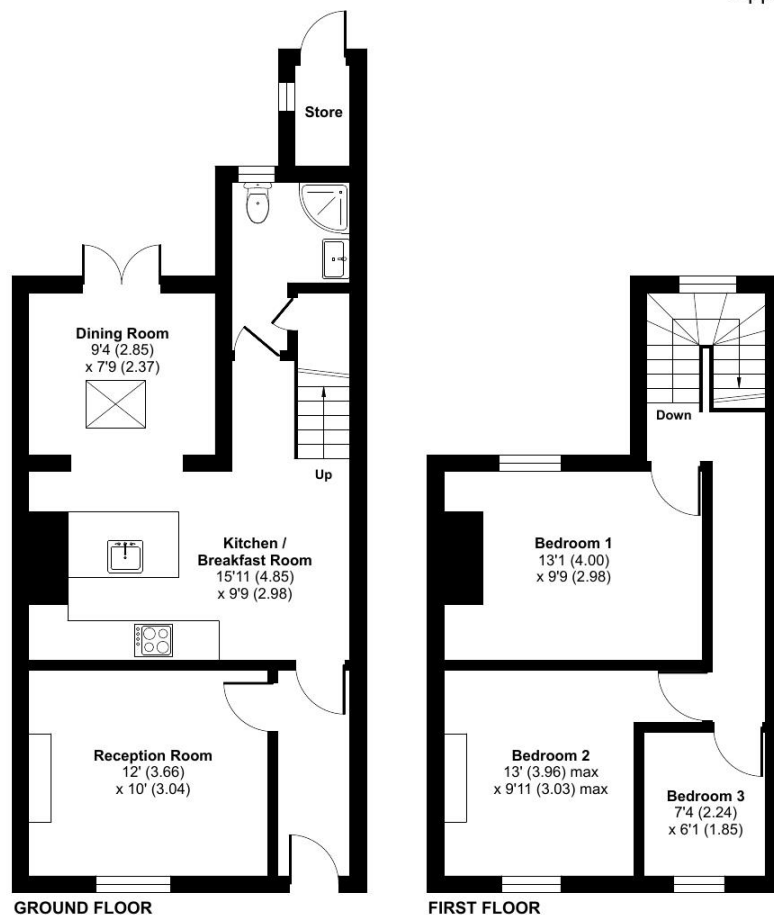 Store
Dining Room
9'4 (2.85)
x 7'9 (2.37)
Up
Down
Kitchen /
Breakfast Room
15'11 (4.85)
x 9'9 (2.98)
Bedroom 1
13'1 (4.00)
x 9'9 (2.98)
Reception Room
12' (3.66)
x 10' (3.04)
Bedroom 2
13' (3.96) max
x 9'11 (3.03) max
Bedroom 3
7'4 (2.24)
x 6'1 (1.85)
GROUND FLOOR
FIRST FLOOR